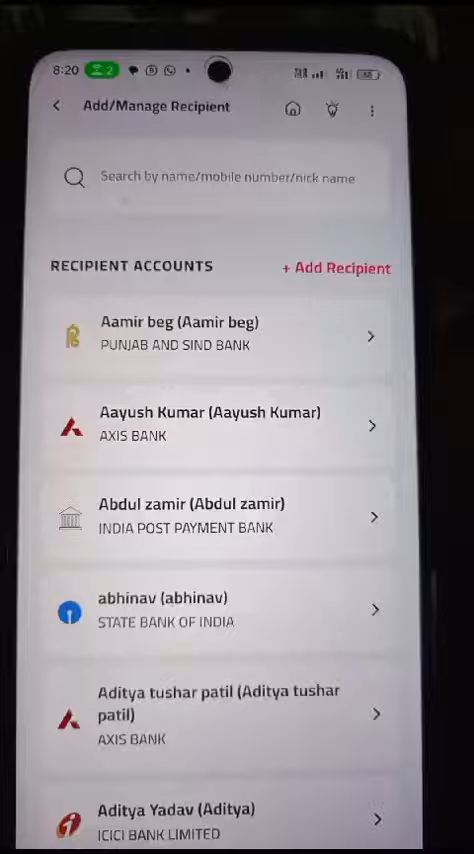 8:20
2
Add/Manage Recipient
Search by name/mobile number/nick name
RECIPIENT ACCOUNTS
+ Add Recipient
Aamir beg (Aamir beg)
PUNJAB AND SIND BANK
Aayush Kumar (Aayush Kumar)
AXIS BANK
Abdul zamir (Abdul zamir)
INDIA POST PAYMENT BANK
abhinav (abhinav)
STATE BANK OF INDIA
Aditya tushar patil (Aditya tushar
patil)
AXIS BANK
Aditya Yadav (Aditya)
ICICI BANK LIMITED